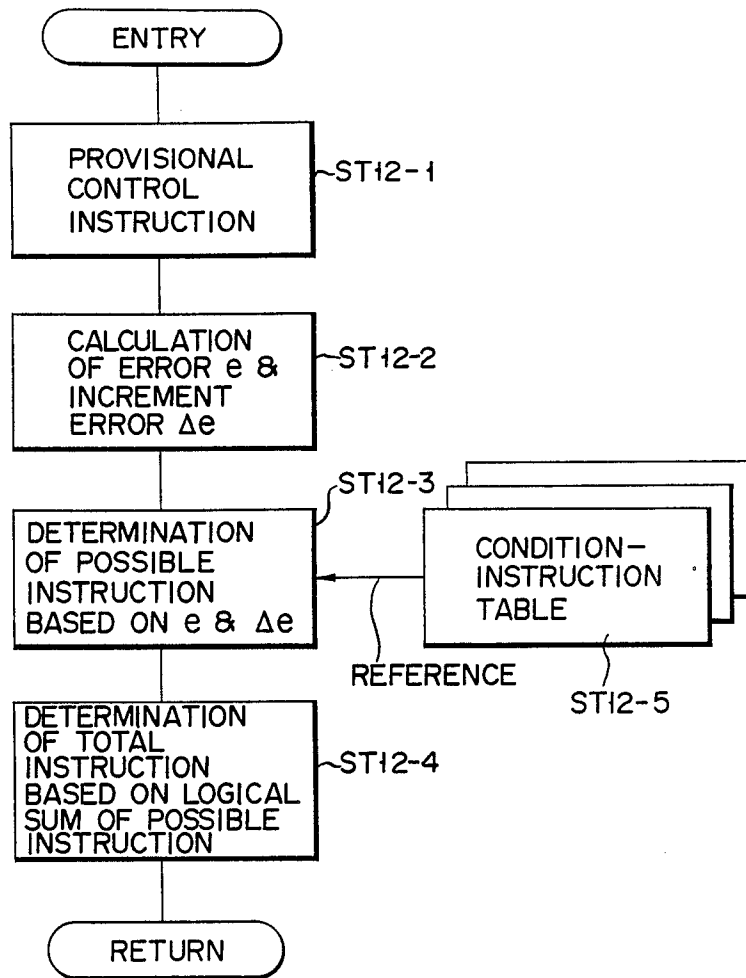 ENTRY
PROVISIONAL
CONTROL
INSTRUCTION
ST12-1
CALCULATION
OF ERROR e &
INCREMENT
ERROR Δe
ST12-2
DETERMINATION
OF POSSIBLE
INSTRUCTION
BASED ON e & Δe
ST12-3
CONDITION-
INSTRUCTION
TABLE
REFERENCE
ST12-5
DETERMINATION
OF TOTAL
INSTRUCTION
BASED ON LOGICAL
SUM OF POSSIBLE
INSTRUCTION
ST12-4
RETURN